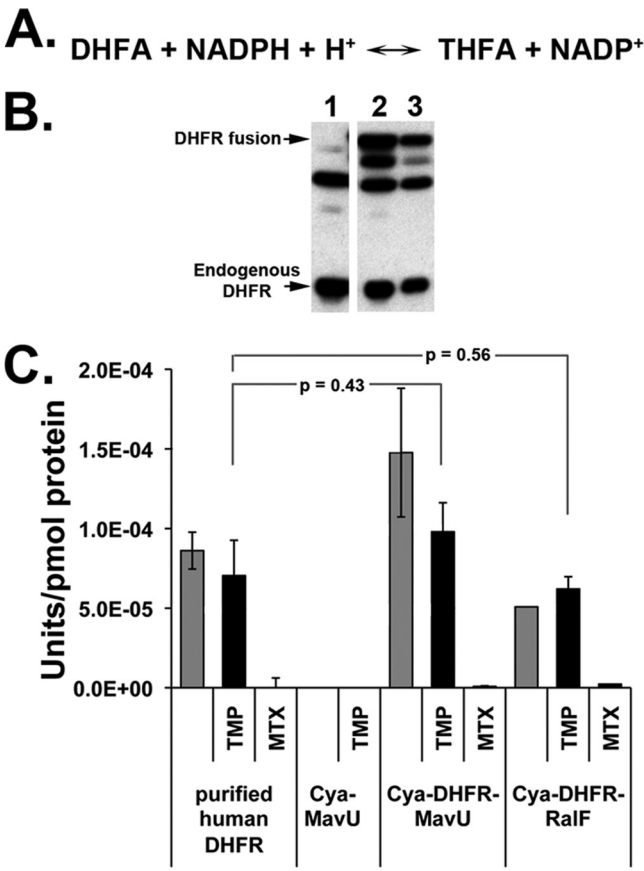 A. DHFA + NADPH + H⁺ ↔ THFA + NADP⁺
B.
1 2 3
DHFR fusion
Endogenous
DHFR
C.
Units/pmol protein
2.0E-04
1.5E-04
1.0E-04
5.0E-05
0.0E+00
p = 0.56
p = 0.43
TMP MTX TMP TMP MTX TMP MTX
purified human DHFR
Cya-MavU
Cya-DHFR-MavU
Cya-DHFR-RalF